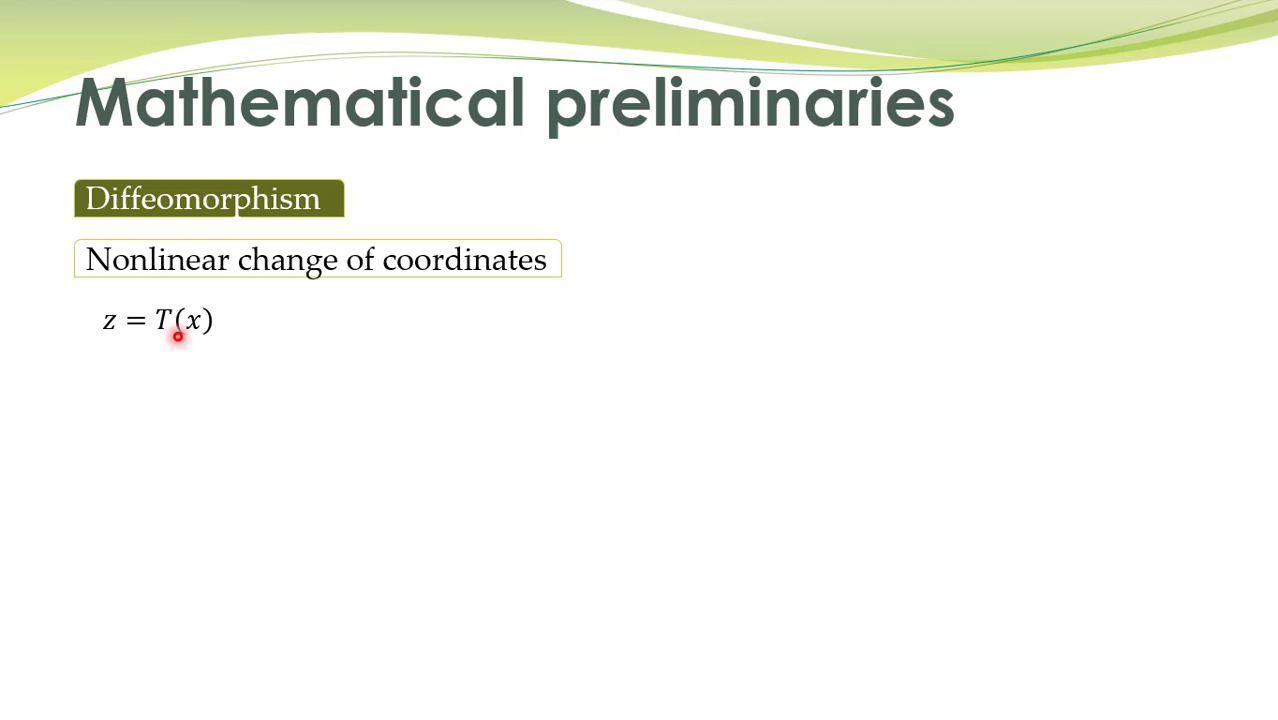 Mathematical preliminaries
Diffeomorphism
Nonlinear change of coordinates
z = T(x)